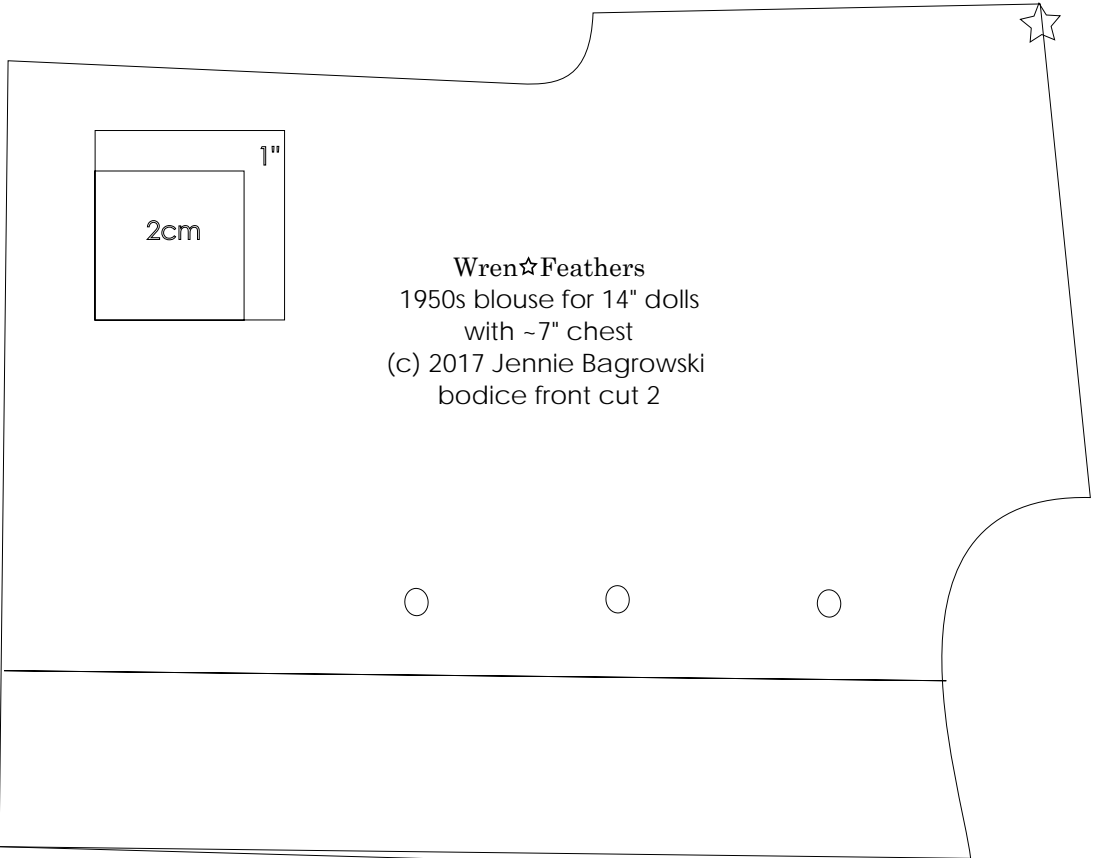 1"
2cm
Wren☆Feathers
1950s blouse for 14" dolls
with ~7" chest
(c) 2017 Jennie Bagrowski
bodice front cut 2